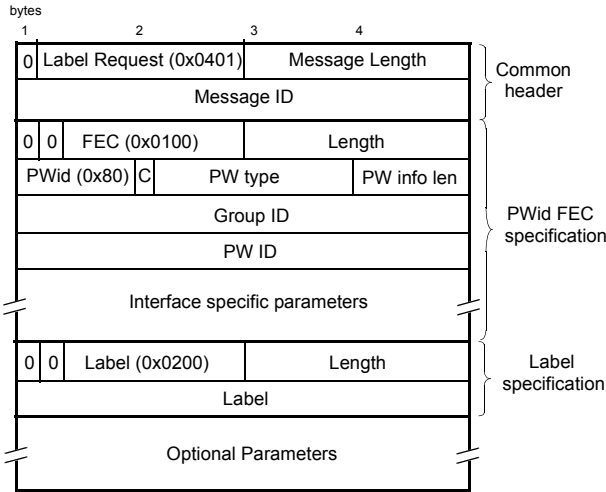 bytes
1 2 3 4
0 Label Request (0x0401) Message Length
Message ID
Common
header
0 0 FEC (0x0100) Length
PWid (0x80) C PW type PW info len
Group ID
PW ID
Interface specific parameters
PWid FEC
specification
0 0 Label (0x0200) Length
Label
Label
specification
Optional Parameters